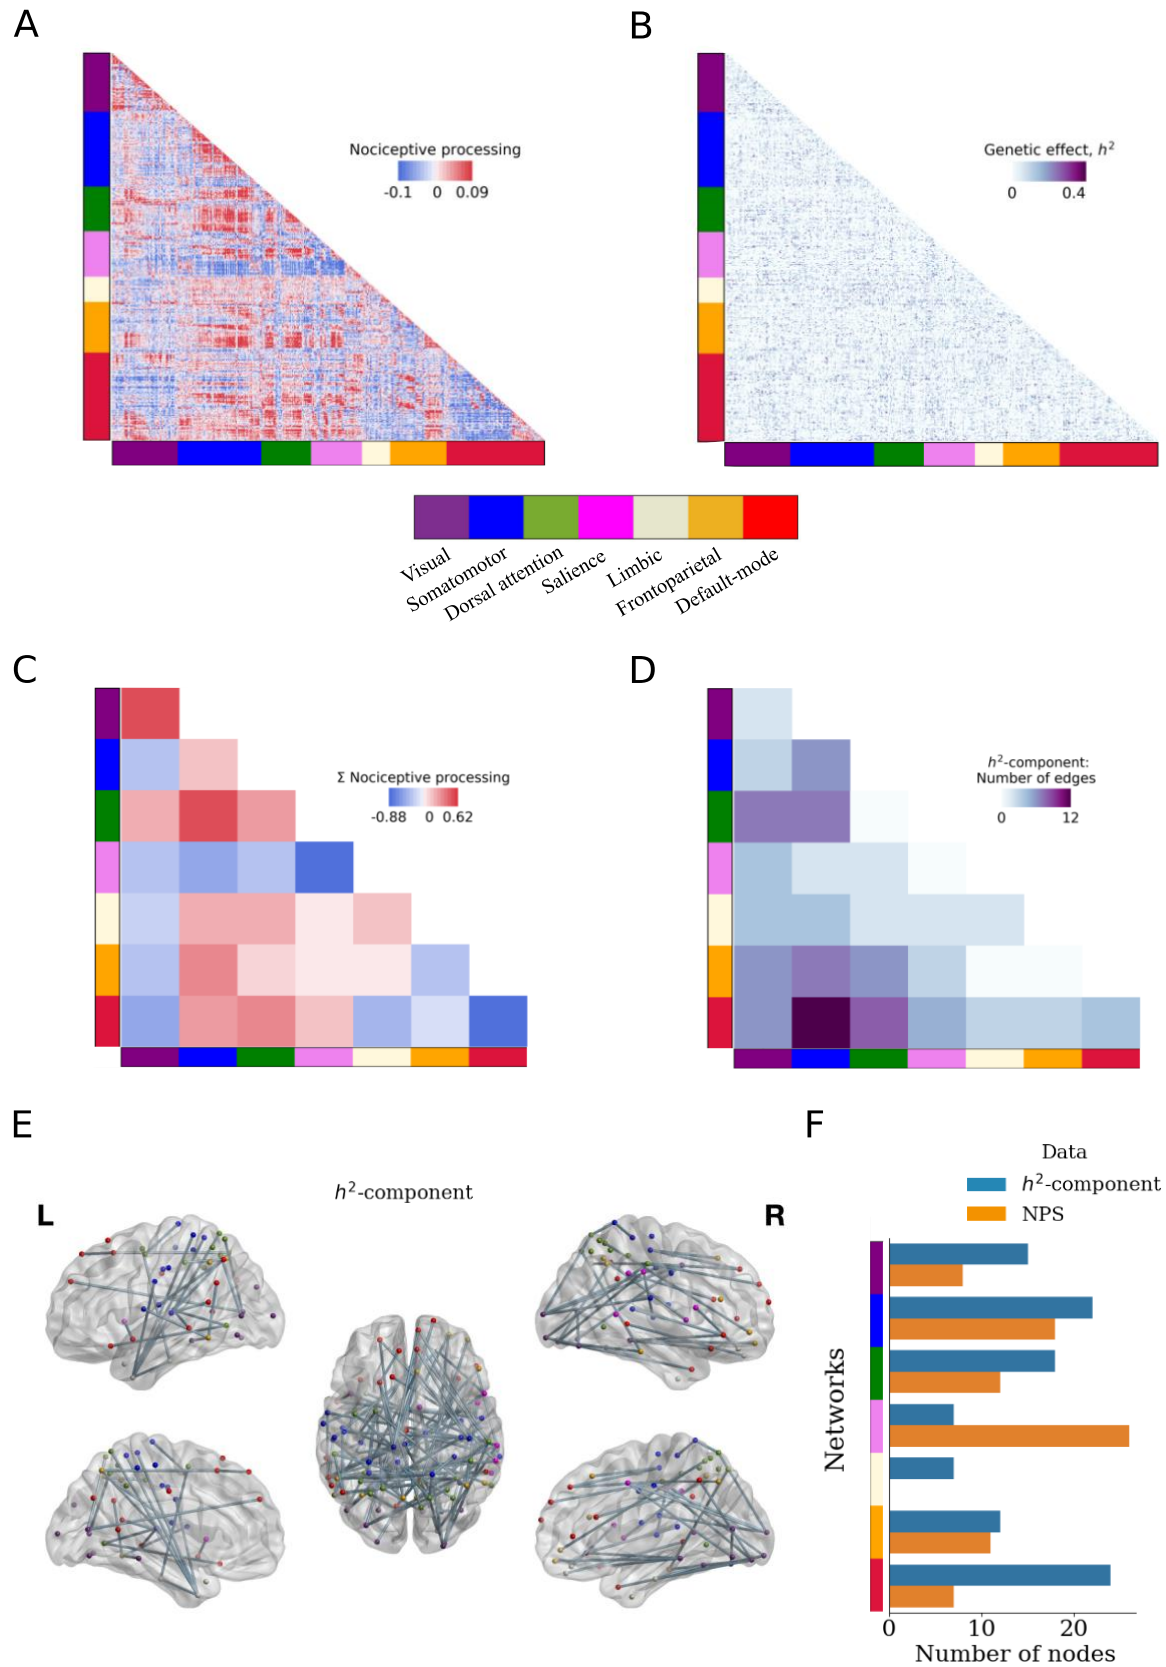 A
B
Nociceptive processing
-0.1 0 0.09
Genetic effect, h²
0 0.4
Visual
Somatomotor
Dorsal attention
Salience
Limbic
Frontoparietal
Default-mode
C
D
Σ Nociceptive processing
-0.88 0 0.62
h²-component:
Number of edges
0 12
E
F
h²-component
L
R
Data
h²-component
NPS
Networks
0 10 20
Number of nodes